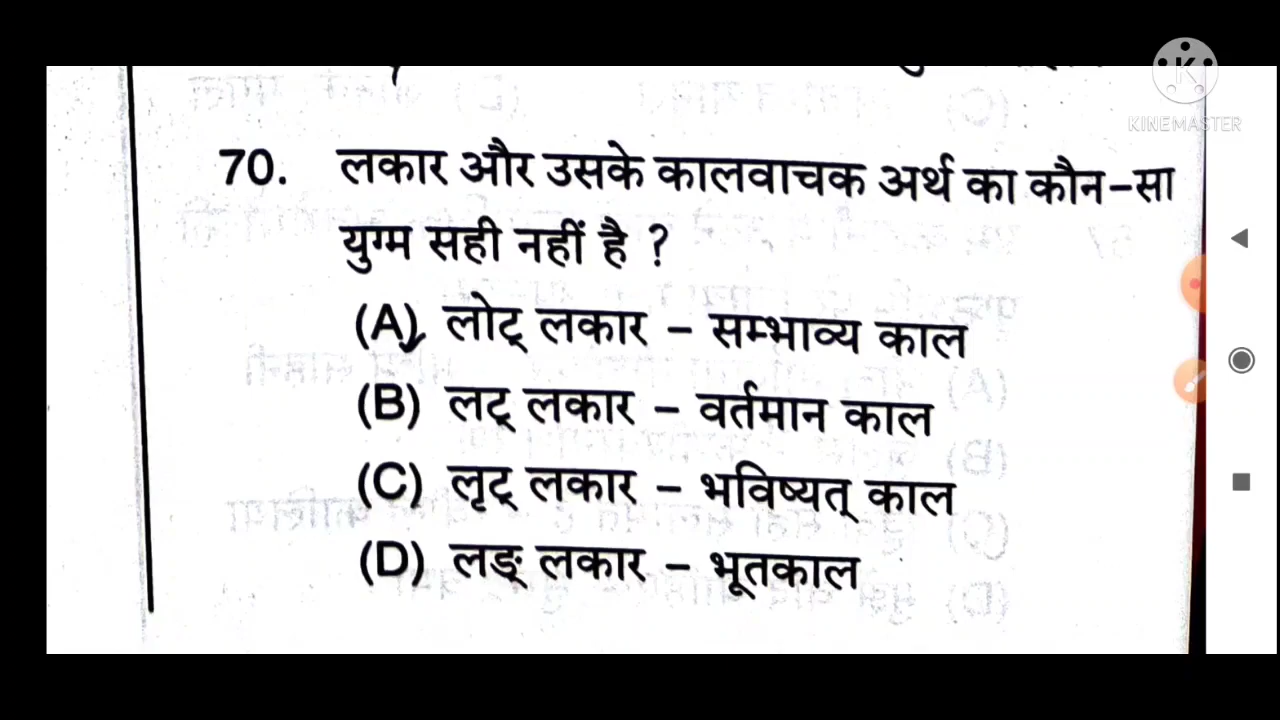 KINEMASTER
70. लकार और उसके कालवाचक अर्थ का कौन-सा
युग्म सही नहीं है ?
(A) लोट् लकार – सम्भाव्य काल
(B) लट् लकार – वर्तमान काल
(C) लृट् लकार – भविष्यत् काल
(D) लङ् लकार – भूतकाल